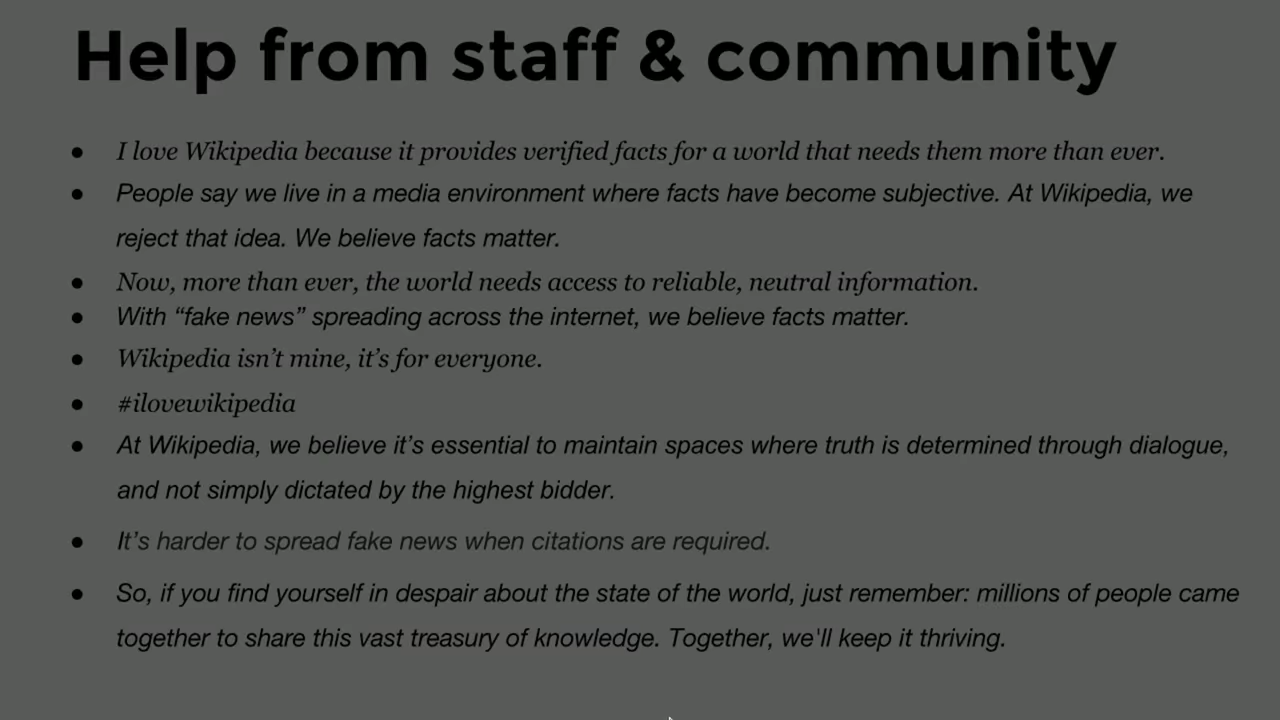 Help from staff & community
● I love Wikipedia because it provides verified facts for a world that needs them more than ever.
● People say we live in a media environment where facts have become subjective. At Wikipedia, we
reject that idea. We believe facts matter.
● Now, more than ever, the world needs access to reliable, neutral information.
● With “fake news” spreading across the internet, we believe facts matter.
● Wikipedia isn’t mine, it’s for everyone.
● #ilovewikipedia
● At Wikipedia, we believe it’s essential to maintain spaces where truth is determined through dialogue,
and not simply dictated by the highest bidder.
● It’s harder to spread fake news when citations are required.
● So, if you find yourself in despair about the state of the world, just remember: millions of people came
together to share this vast treasury of knowledge. Together, we'll keep it thriving.